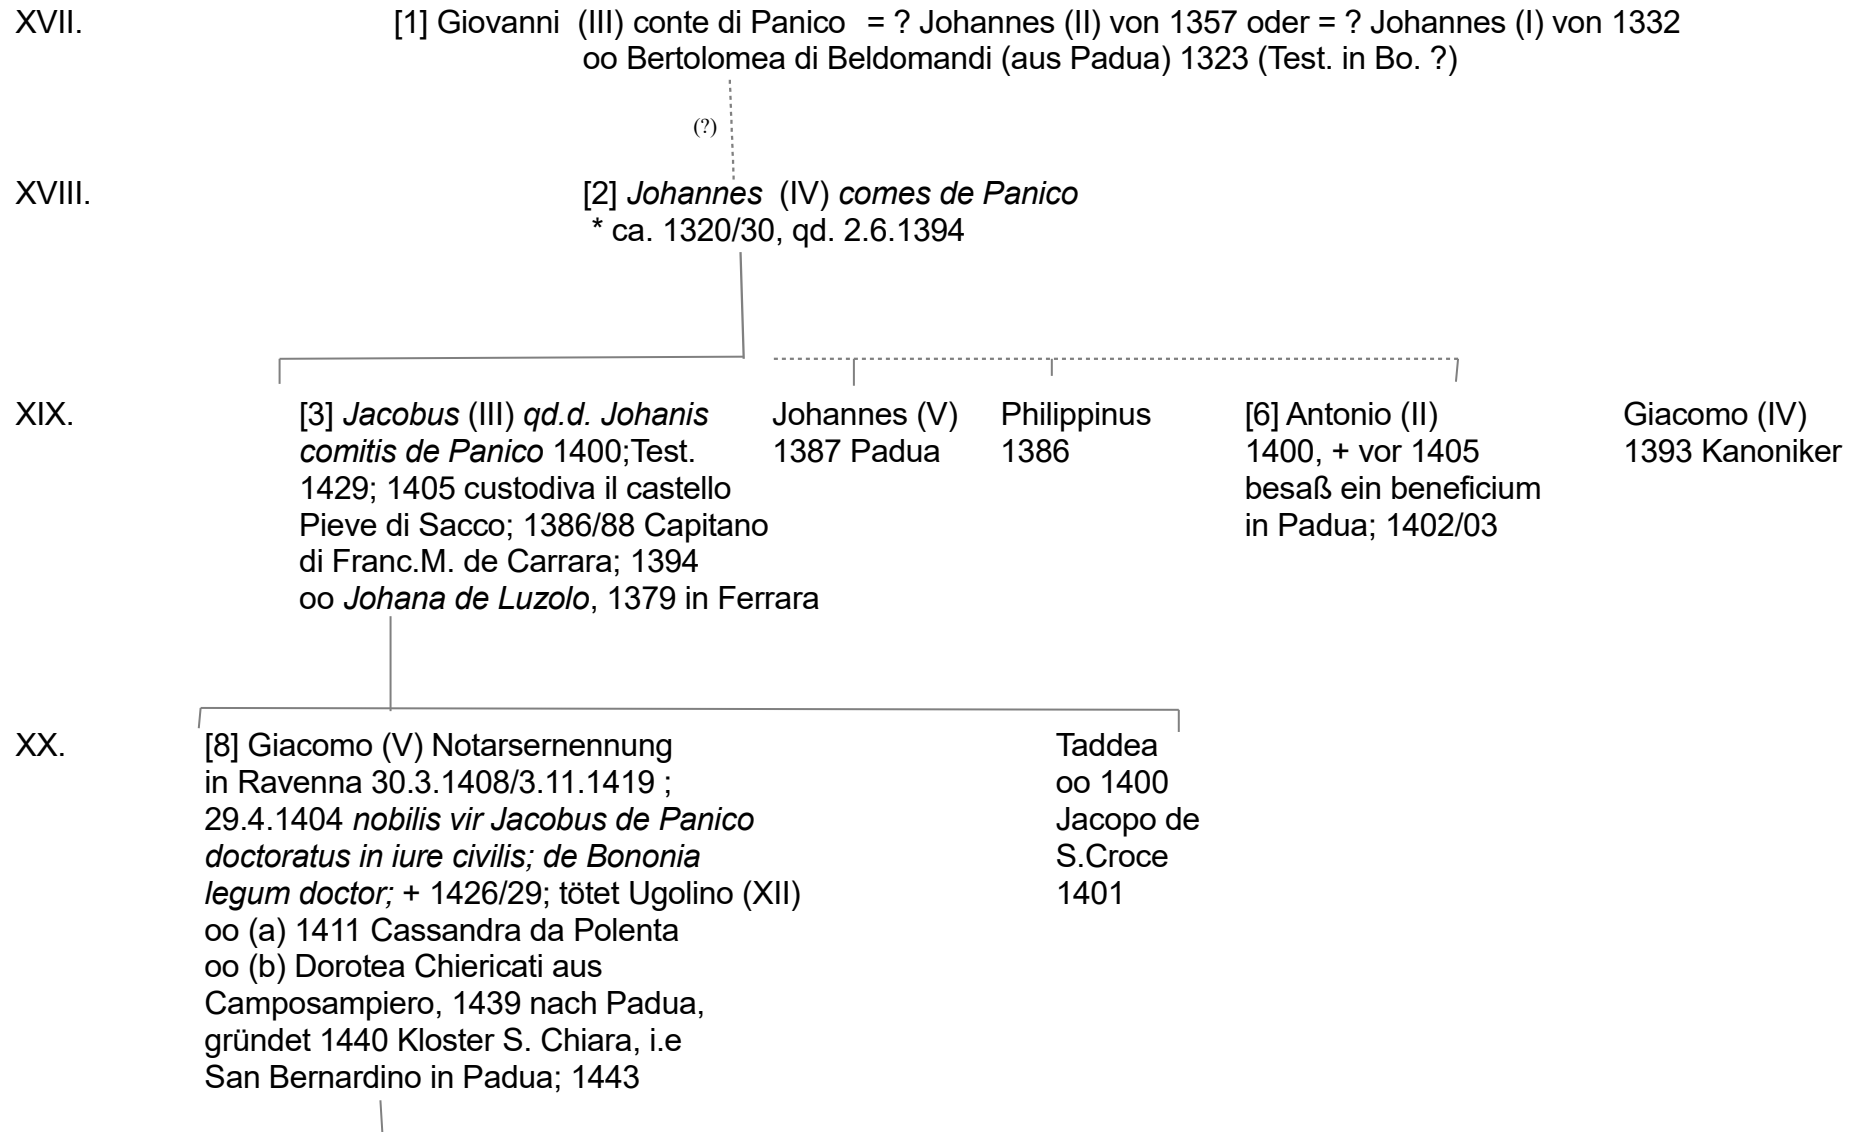 XVII. [1] Giovanni (III) conte di Panico = ? Johannes (II) von 1357 oder = ? Johannes (I) von 1332
oo Bertolomea di Beldomandi (aus Padua) 1323 (Test. in Bo. ?)
(?)
XVIII. [2] Johannes (IV) comes de Panico
* ca. 1320/30, qd. 2.6.1394
XIX. [3] Jacobus (III) qd.d. Johanis
comitis de Panico 1400;Test.
1429; 1405 custodiva il castello
Pieve di Sacco; 1386/88 Capitano
di Franc.M. de Carrara; 1394
oo Johana de Luzolo, 1379 in Ferrara
Johannes (V)
1387 Padua
Philippinus
1386
[6] Antonio (II)
1400, + vor 1405
besaß ein beneficium
in Padua; 1402/03
Giacomo (IV)
1393 Kanoniker
XX. [8] Giacomo (V) Notarsernennung
in Ravenna 30.3.1408/3.11.1419 ;
29.4.1404 nobilis vir Jacobus de Panico
doctoratus in iure civilis; de Bononia
legum doctor; + 1426/29; tötet Ugolino (XII)
oo (a) 1411 Cassandra da Polenta
oo (b) Dorotea Chiericati aus
Camposampiero, 1439 nach Padua,
gründet 1440 Kloster S. Chiara, i.e
San Bernardino in Padua; 1443
Taddea
oo 1400
Jacopo de
S.Croce
1401